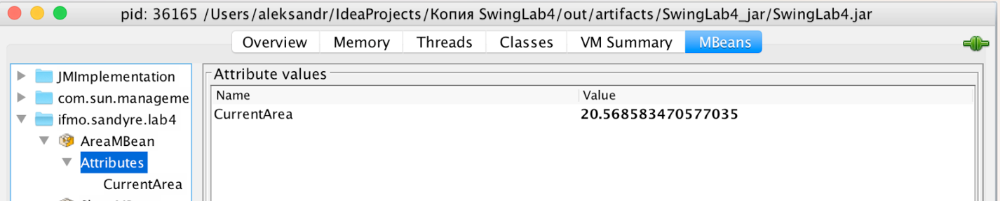 pid: 36165 /Users/aleksandr/IdeaProjects/Копия SwingLab4/out/artifacts/SwingLab4_jar/SwingLab4.jar
Overview Memory Threads Classes VM Summary MBeans
JMImplementation
com.sun.manageme
ifmo.sandyre.lab4
AreaMBean
Attributes
CurrentArea
Attribute values
Name Value
CurrentArea 20.568583470577035